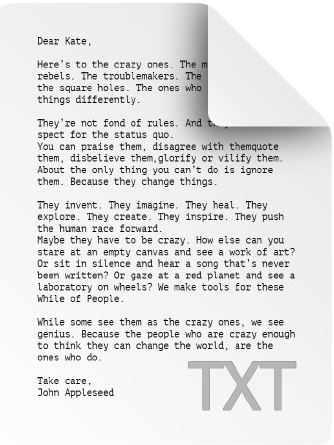 Dear Kate,
Here's to the crazy ones. The
rebels. The troublemakers. The
the square holes. The ones who
things differently.
They're not fond of rules. And
spect for the status quo.
You can praise them, disagree with themquote
them, disbelieve them,glorify or vilify them.
About the only thing you can't do is ignore
them. Because they change things.
They invent. They imagine. They heal. They
explore. They create. They inspire. They push
the human race forward.
Maybe they have to be crazy. How else can you
stare at an empty canvas and see a work of art?
Or sit in silence and hear a song that's never
been written? Or gaze at a red planet and see a
laboratory on wheels? We make tools for these
While of People.
While some see them as the crazy ones, we see
genius. Because the people who are crazy enough
to think they can change the world, are the
ones who do.
Take care,
John Appleseed
TXT